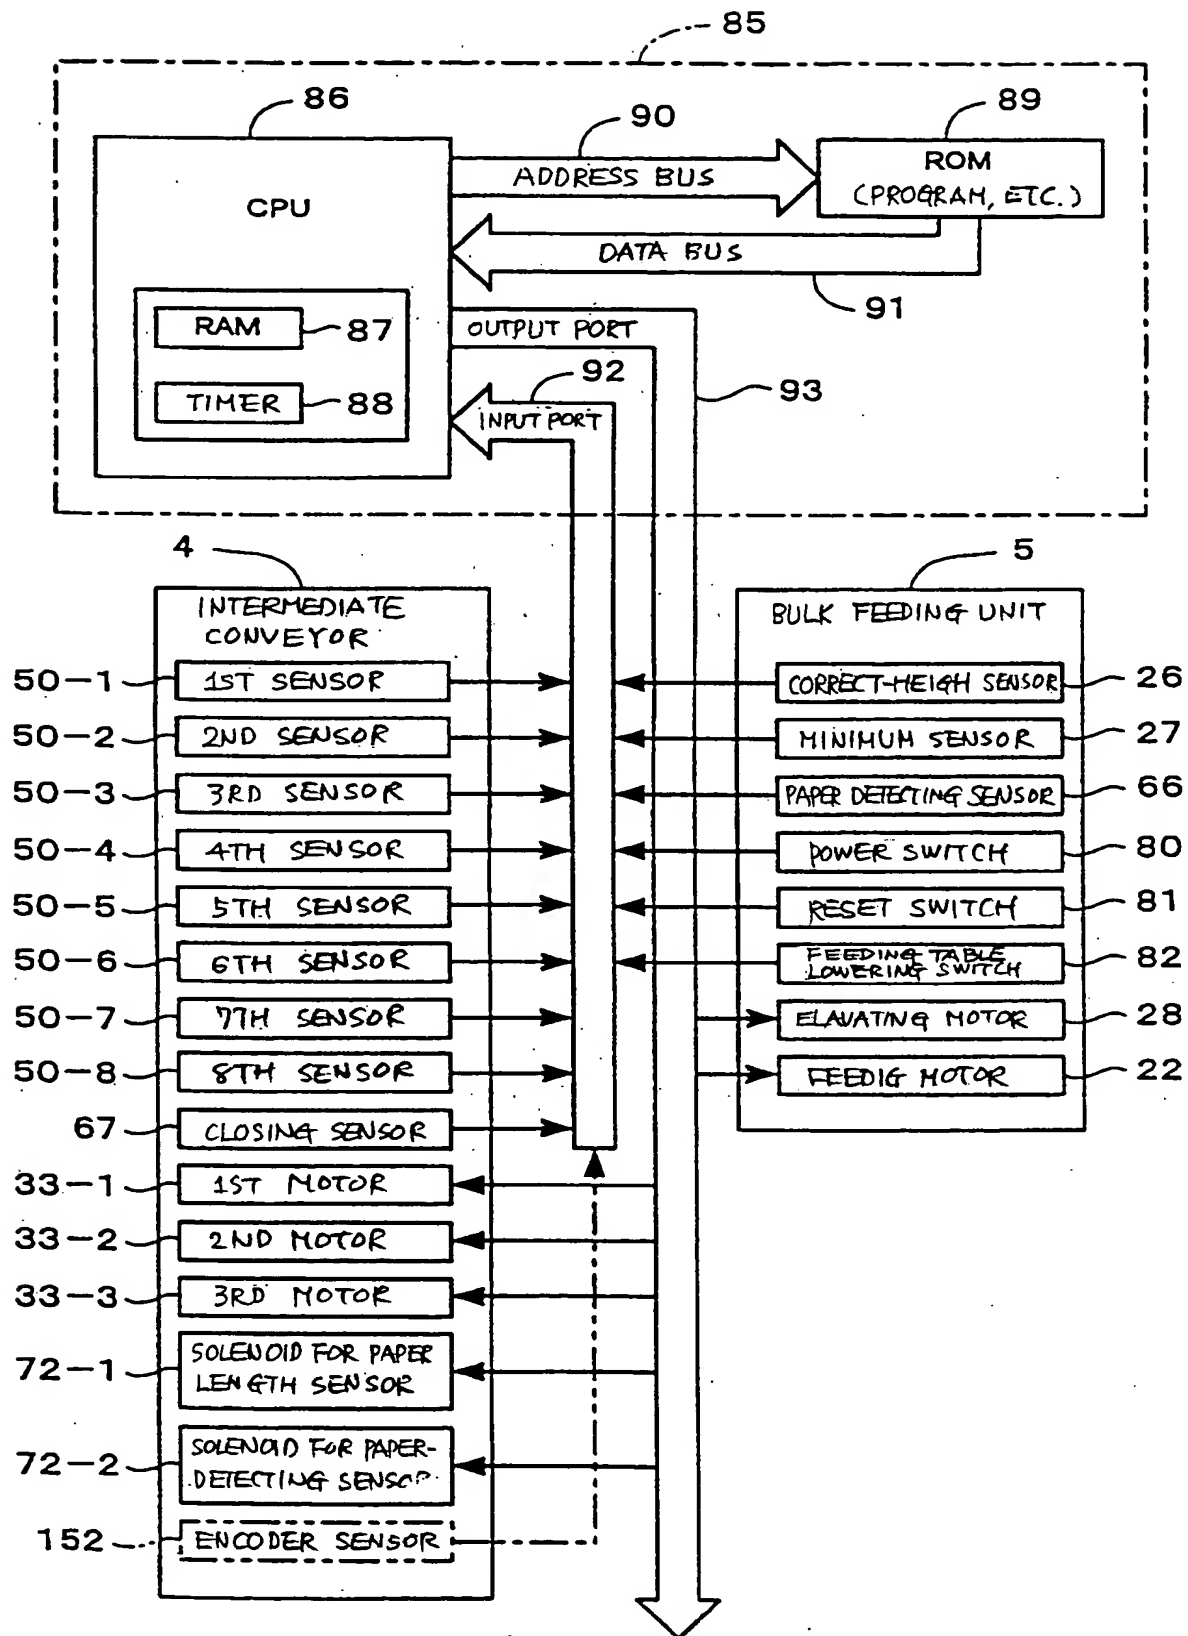 85
86
90
89
CPU
ADDRESS BUS
ROM
(PROGRAM, ETC.)
DATA BUS
91
RAM
87
OUTPUT PORT
TIMER
88
92
93
INPUT PORT
4
5
INTERMEDIATE
CONVEYOR
BULK FEEDING UNIT
50-1
1ST SENSOR
CORRECT-HEIGH SENSOR
26
50-2
2ND SENSOR
MINIMUM SENSOR
27
50-3
3RD SENSOR
PAPER DETECTING SENSOR
66
50-4
4TH SENSOR
POWER SWITCH
80
50-5
5TH SENSOR
RESET SWITCH
81
50-6
6TH SENSOR
FEEDING TABLE
LOWERING SWITCH
82
50-7
7TH SENSOR
ELAVATING MOTOR
28
50-8
8TH SENSOR
FEEDIG MOTOR
22
67
CLOSING SENSOR
33-1
1ST MOTOR
33-2
2ND MOTOR
33-3
3RD MOTOR
72-1
SOLENOID FOR PAPER
LENGTH SENSOR
72-2
SOLENOID FOR PAPER-
DETECTING SENSOR
152
ENCODER SENSOR